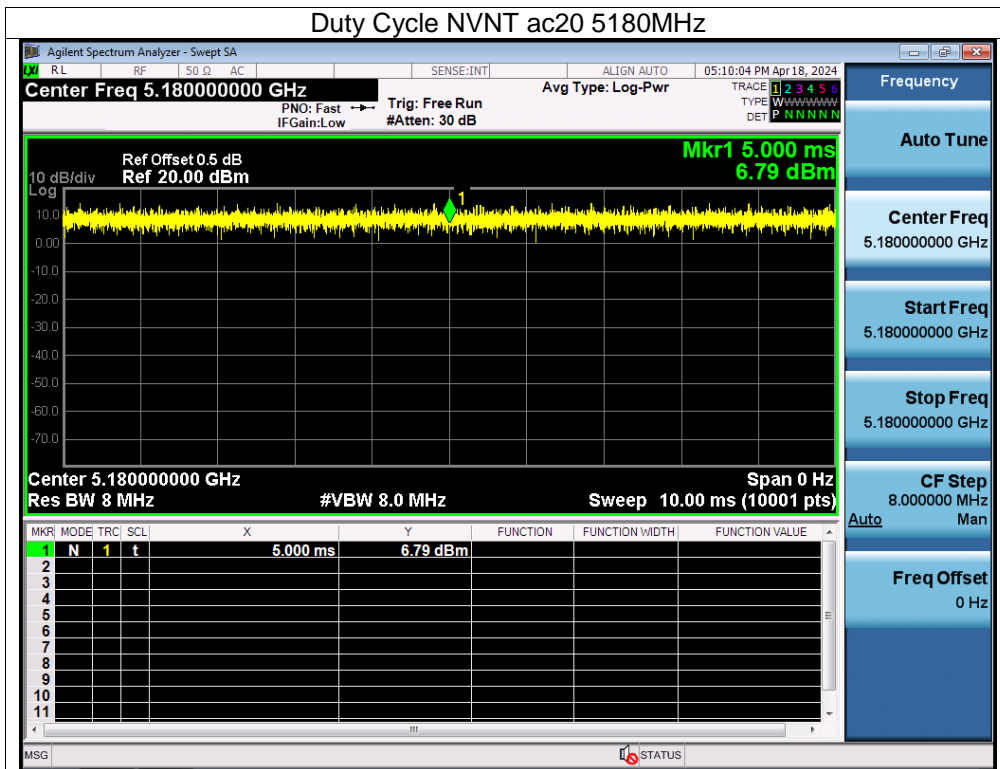 Duty Cycle NVNT ac20 5180MHz
Agilent Spectrum Analyzer - Swept SA
LXI RL RF 50 Ω AC SENSE:INT ALIGN AUTO 05:10:04 PM Apr 18, 2024
Center Freq 5.180000000 GHz
PNO: Fast
IFGain:Low
Trig: Free Run
#Atten: 30 dB
Avg Type: Log-Pwr
TRACE 1 2 3 4 5 6
TYPE WWWWWW
DET P N N N N N
Mkr1 5.000 ms
6.79 dBm
Ref Offset 0.5 dB
10 dB/div Ref 20.00 dBm
Log
1
10.0
0.00
-10.0
-20.0
-30.0
-40.0
-50.0
-60.0
-70.0
Center 5.180000000 GHz Span 0 Hz
Res BW 8 MHz #VBW 8.0 MHz Sweep 10.00 ms (10001 pts)
MKR MODE TRC SCL X Y FUNCTION FUNCTION WIDTH FUNCTION VALUE
1 N 1 t 5.000 ms 6.79 dBm
2
3
4
5
6
7
8
9
10
11
MSG STATUS
Frequency
Auto Tune
Center Freq
5.180000000 GHz
Start Freq
5.180000000 GHz
Stop Freq
5.180000000 GHz
CF Step
8.000000 MHz
Auto Man
Freq Offset
0 Hz